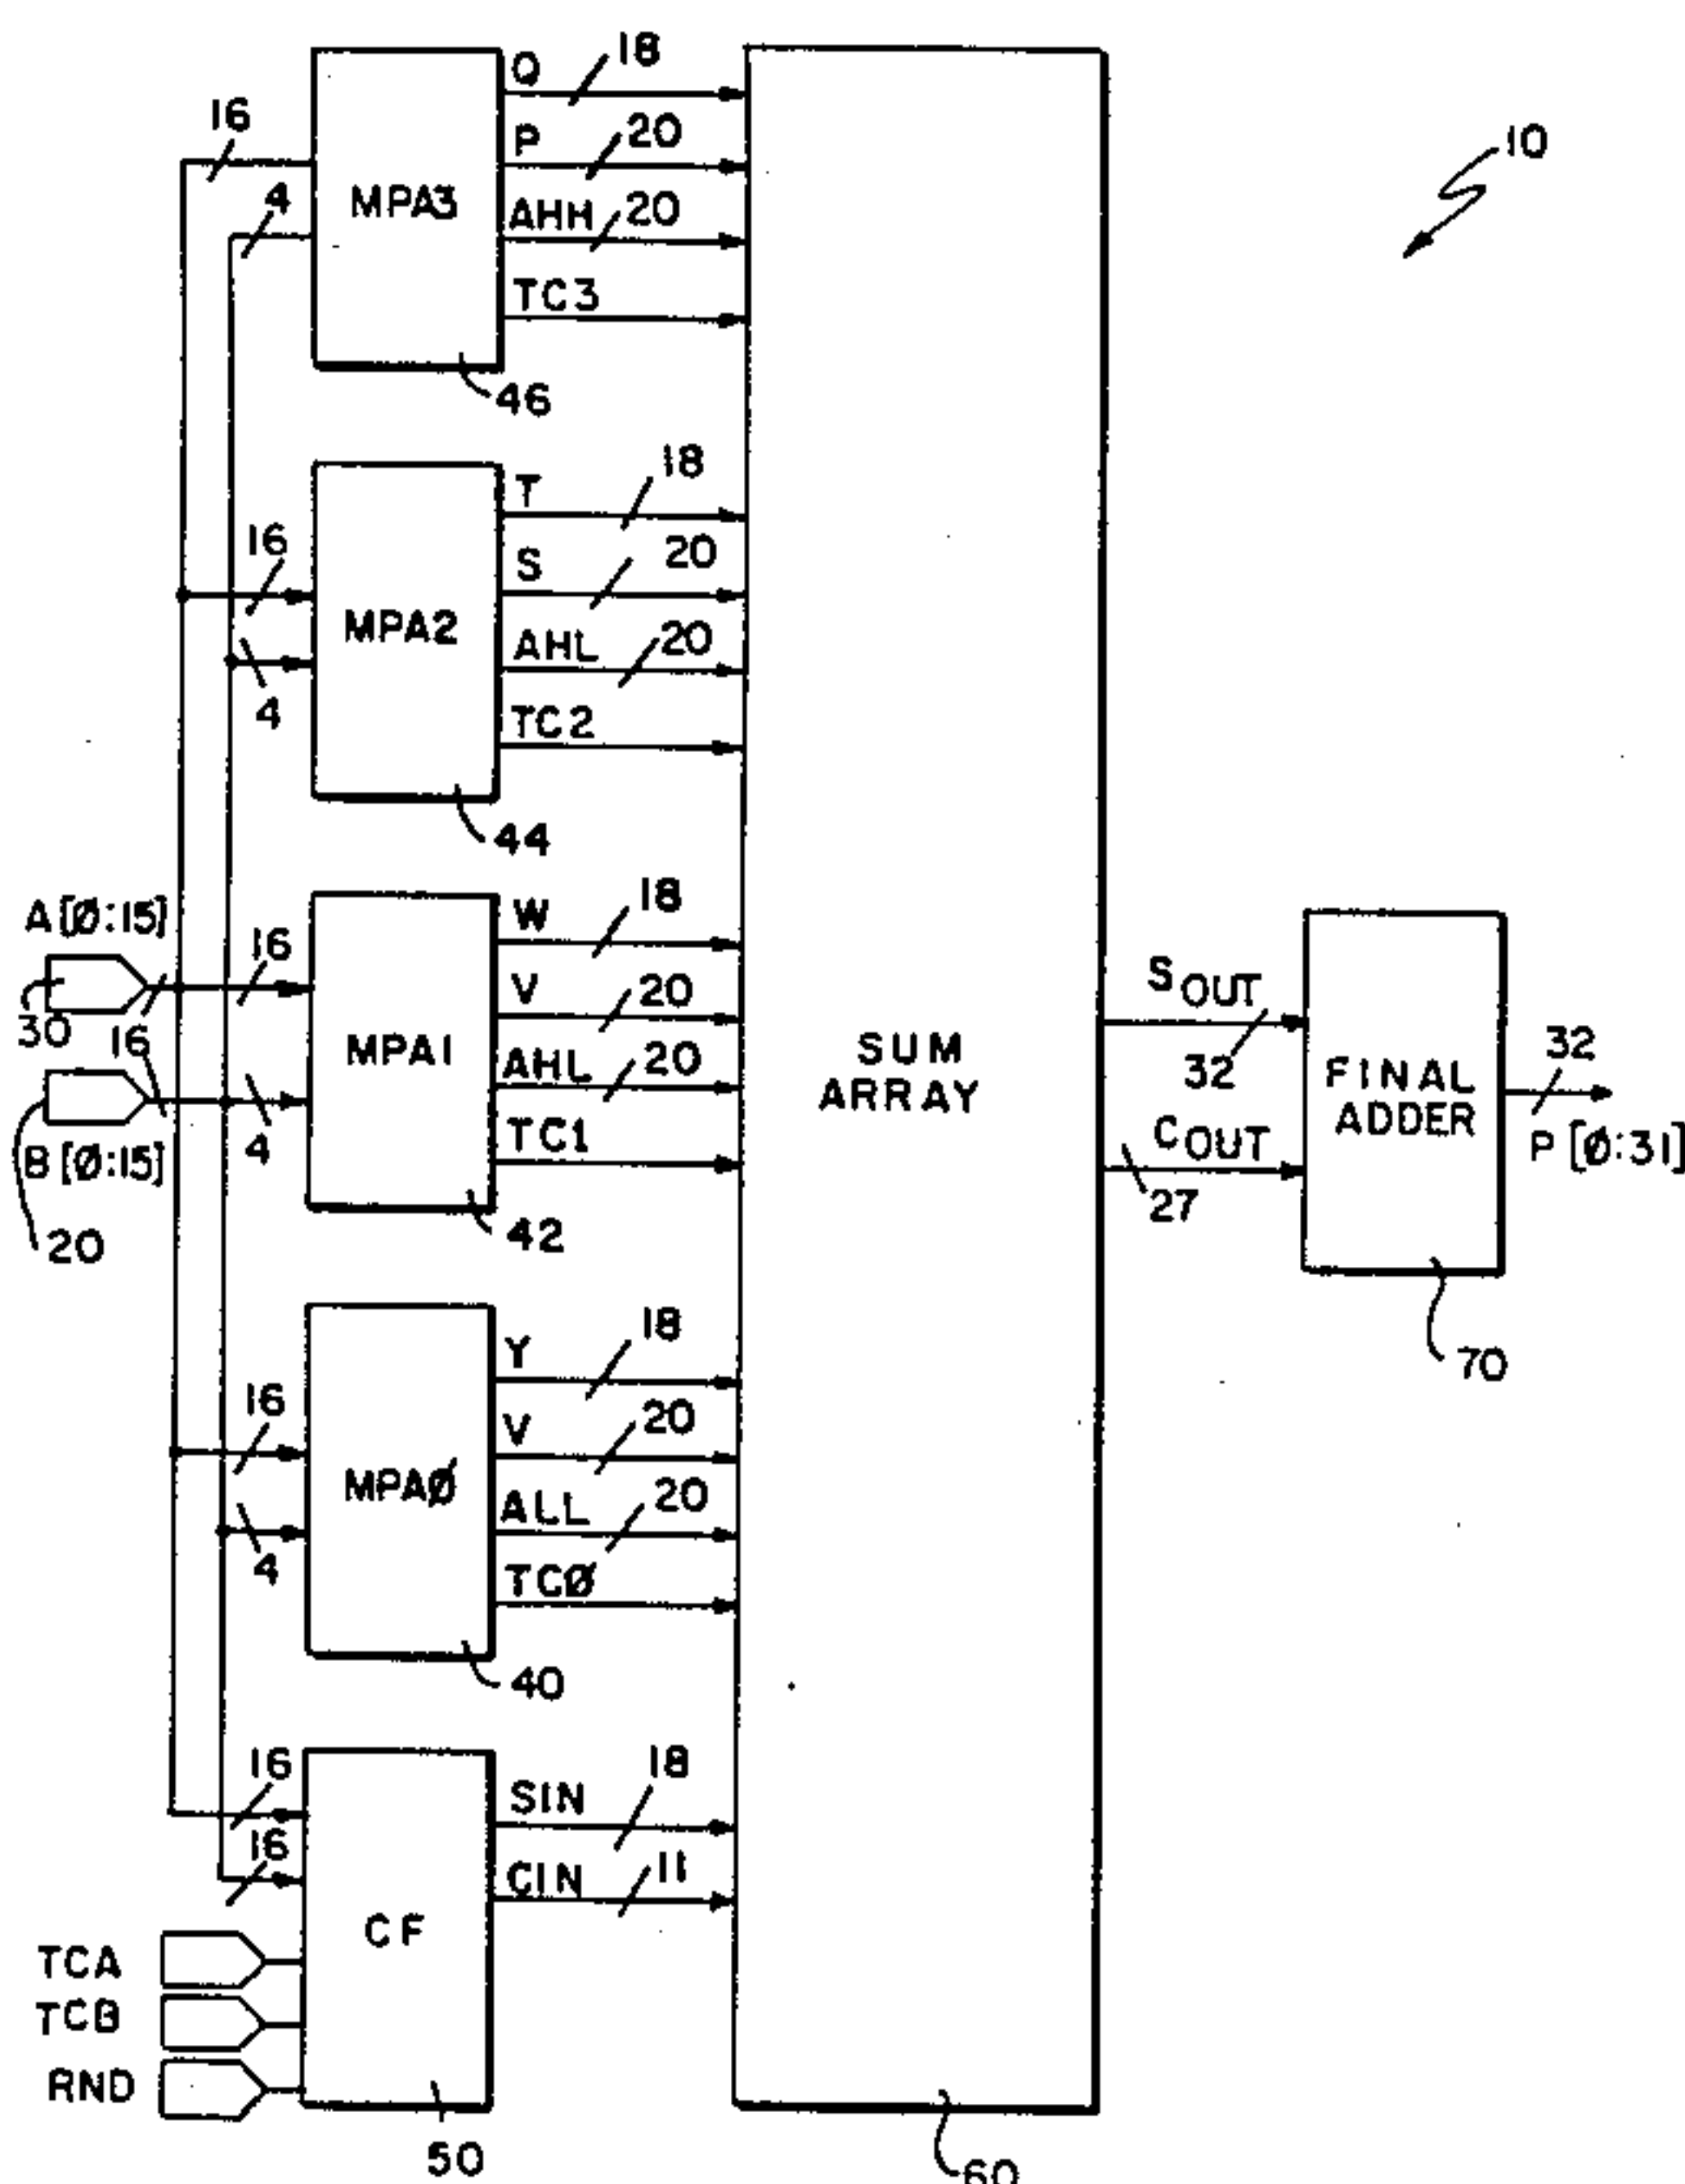 Q 18
16
P 20
10
4
MPA3
AHH 20
TC3
46
T 18
16
S 20
MPA2
AHL 20
4
TC2
44
A [Ø:15]
W 18
16
V 20
30
16
MPA1
AHL 20
4
TC1
B [Ø:15]
42
20
SUM
ARRAY
SOUT
32
FINAL
ADDER
32
P [Ø:31]
COUT
27
70
Y 18
16
V 20
MPAØ
ALL 20
4
TCØ
40
16
SIN 18
16
CIN 11
CF
TCA
TCB
RND
50
60